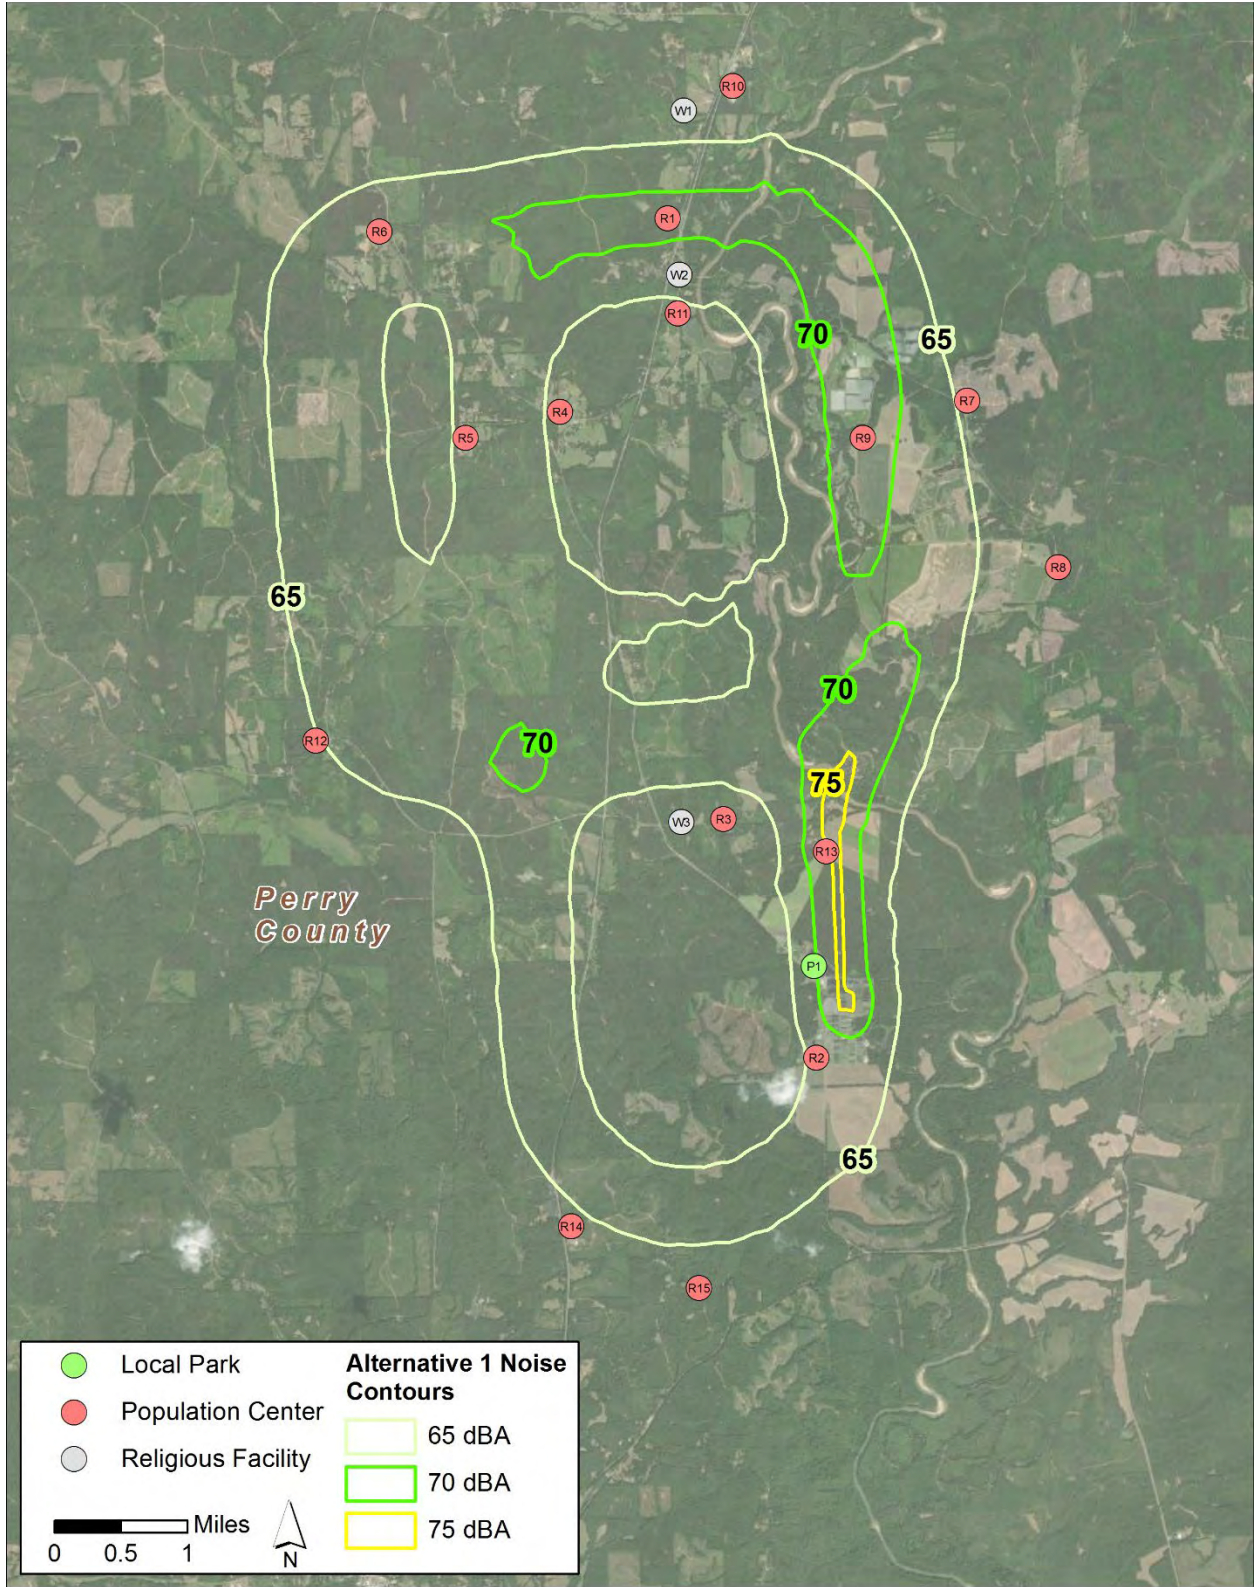 R10
W1
R1
R6
W2
R11
70
65
R7
R4
R5
R9
R8
65
70
R12
70
75
W3
R3
R13
Perry
County
P1
R2
65
R14
R15
Local Park
Population Center
Religious Facility
Alternative 1 Noise
Contours
65 dBA
70 dBA
75 dBA
Miles
0 0.5 1
N